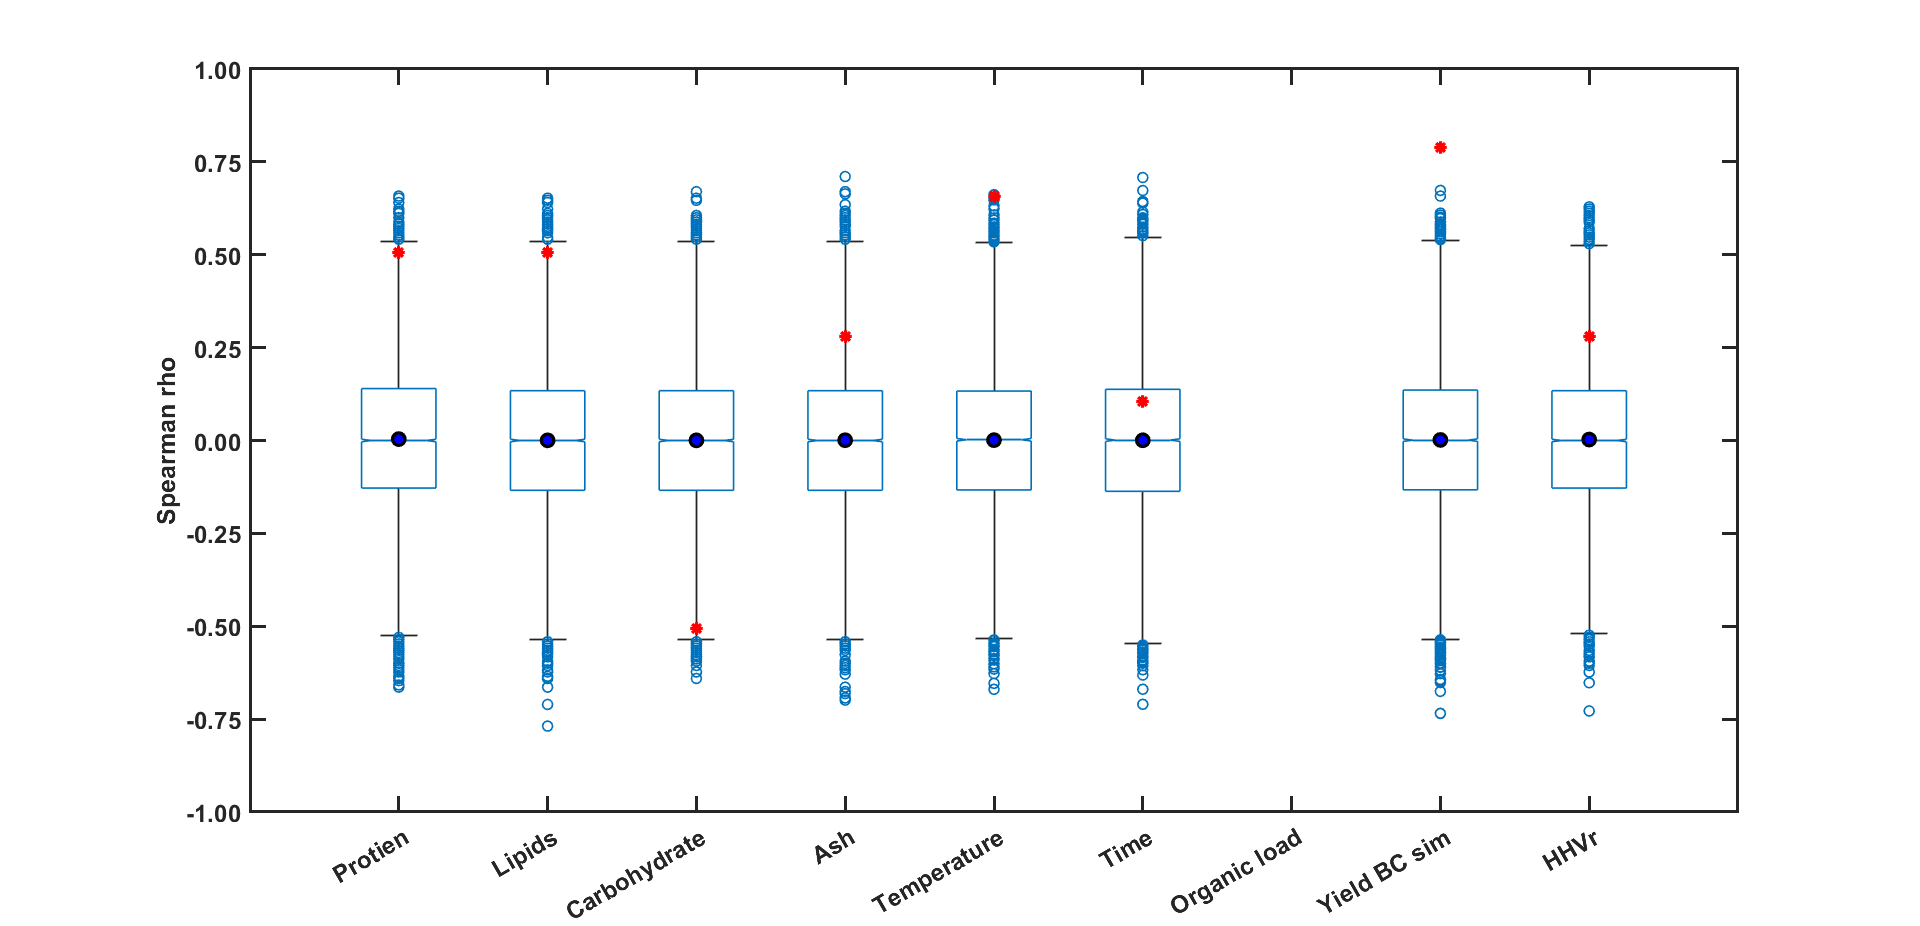 1.00
0.75
0.50
0.25
0.00
-0.25
-0.50
-0.75
-1.00
Spearman rho
Protien
Lipids
Carbohydrate
Ash
Temperature
Time
Organic load
Yield BC sim
HHVr